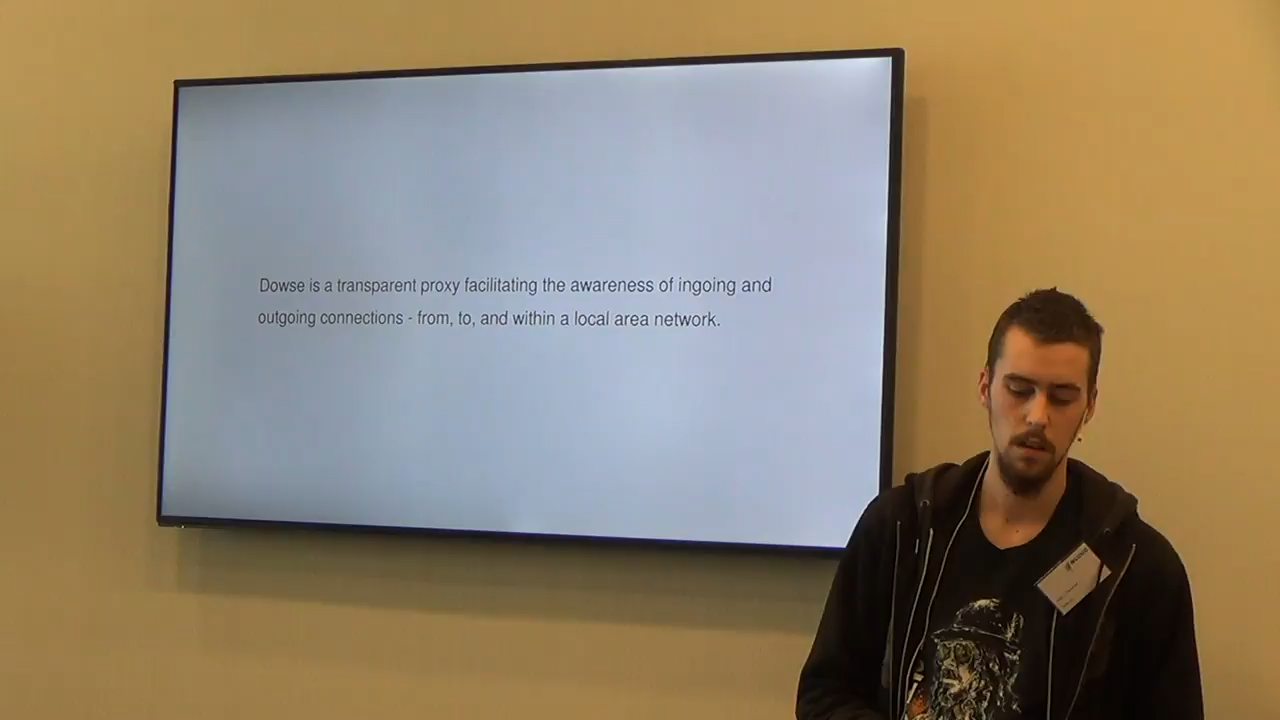 Dowse is a transparent proxy facilitating the awareness of ingoing and
outgoing connections - from, to, and within a local area network.